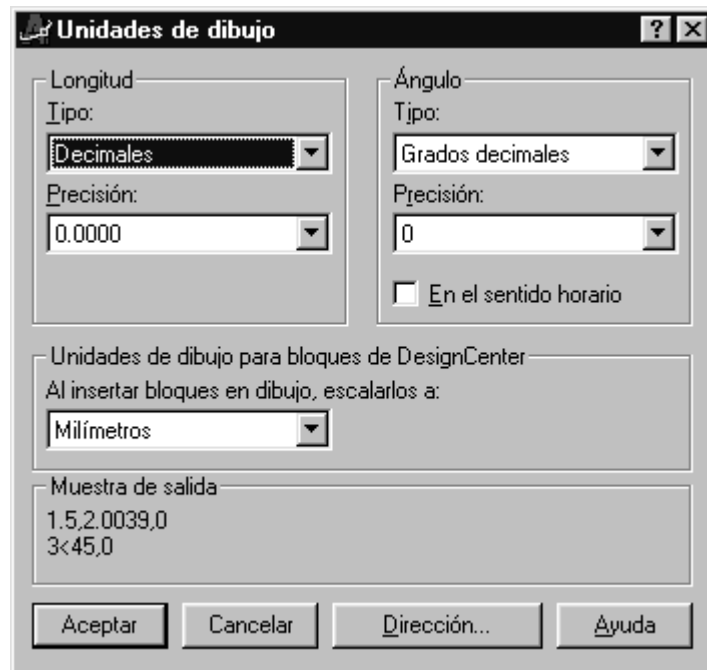 Unidades de dibujo
Longitud
Tipo:
Decimales
Precisión:
0.0000
Ángulo
Tipo:
Grados decimales
Precisión:
0
En el sentido horario
Unidades de dibujo para bloques de DesignCenter
Al insertar bloques en dibujo, escalarlos a:
Milímetros
Muestra de salida
1.5,2.0039,0
3<45,0
Aceptar Cancelar Dirección... Ayuda